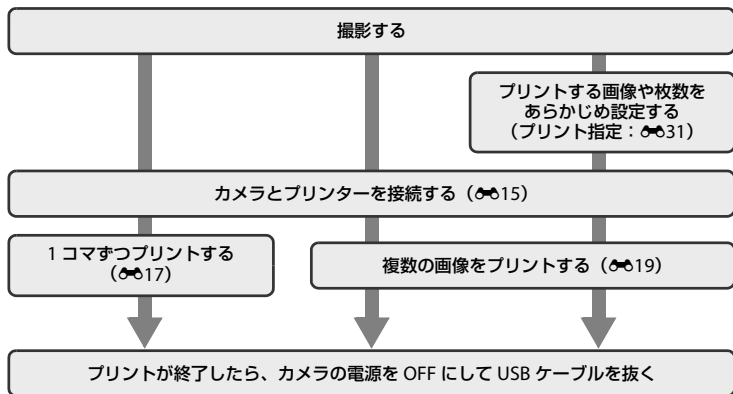 撮影する
プリントする画像や枚数を
あらかじめ設定する
（プリント指定：31）
カメラとプリンターを接続する（15）
1 コマずつプリントする
（17）
複数の画像をプリントする（19）
プリントが終了したら、カメラの電源を OFF にして USB ケーブルを抜く